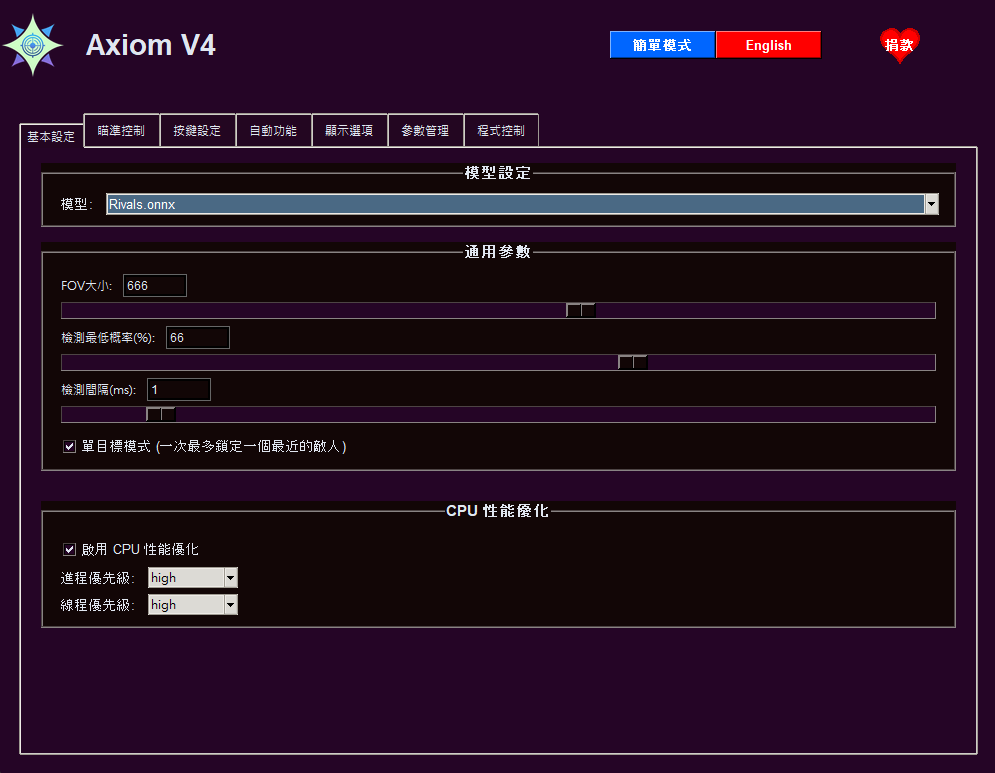 Axiom V4
簡單模式
English
捐款
基本設定
瞄準控制
按鍵設定
自動功能
顯示選項
參數管理
程式控制
模型設定
模型:
Rivals.onnx
通用參數
FOV大小: 666
檢測最低概率(%): 66
檢測間隔(ms): 1
單目標模式 (一次最多鎖定一個最近的敵人)
CPU 性能優化
啟用 CPU 性能優化
進程優先級: high
線程優先級: high